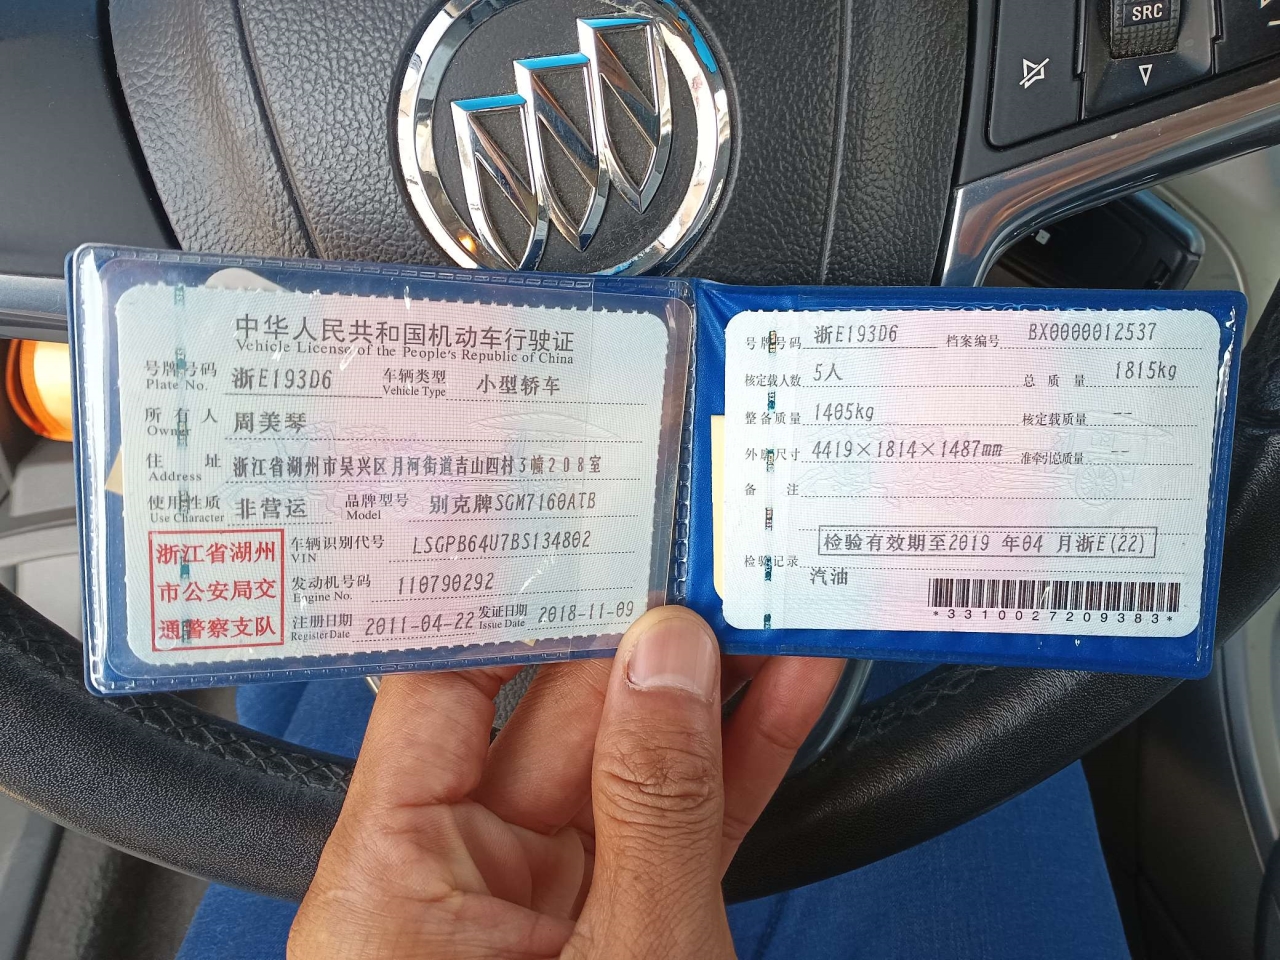 SRC
中华人民共和国机动车行驶证
Vehicle License of the People's Republic of China
号牌号码 浙E193D6 车辆类型 小型轿车
Plate No. Vehicle Type
所有人 周美琴
Owner
住址 浙江省湖州市吴兴区月河街道吉山四村3幢208室
Address
使用性质 非营运 品牌型号 别克牌SGM7160ATB
Use Character Model
浙江省湖州
市公安局交
通警察支队
车辆识别代号 LSGPB64U7BS134802
VIN
发动机号码 110790292
Engine No.
注册日期 2011-04-22 发证日期 2018-11-09
Register Date Issue Date
号牌号码 浙E193D6 档案编号 BX0000012537
核定载人数 5人 总质量 1815kg
整备质量 1405kg 核定载质量 --
外廓尺寸 4419×1814×1487mm 准牵引总质量 --
备注
检验有效期至2019 年04 月浙E(22)
检验记录
汽油
*3310027209383*